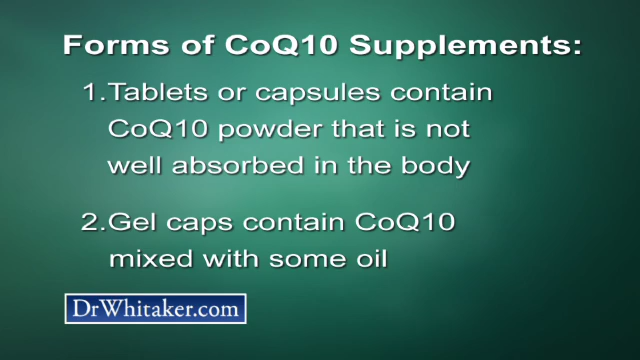 Forms of CoQ10 Supplements:
1.Tablets or capsules contain
CoQ10 powder that is not
well absorbed in the body
2.Gel caps contain CoQ10
mixed with some oil
DrWhitaker.com